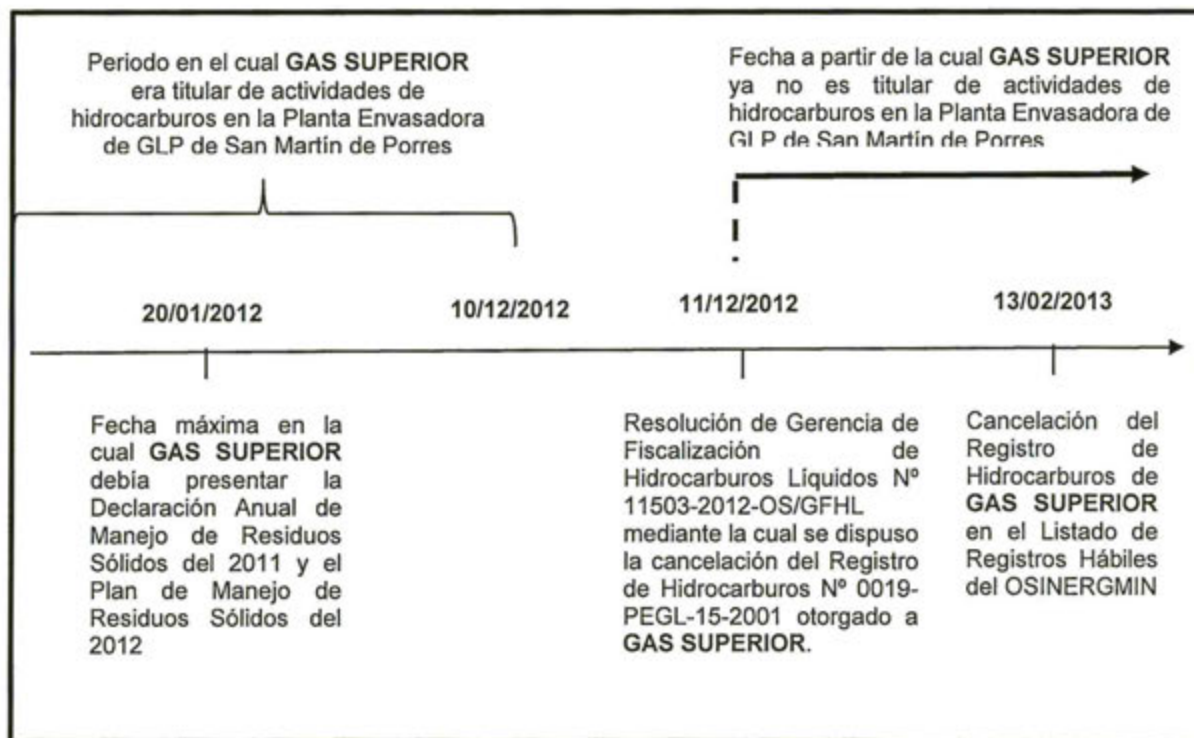 Periodo en el cual GAS SUPERIOR
era titular de actividades de
hidrocarburos en la Planta Envasadora
de GLP de San Martín de Porres
Fecha a partir de la cual GAS SUPERIOR
ya no es titular de actividades de
hidrocarburos en la Planta Envasadora de
GLP de San Martín de Porres
20/01/2012
10/12/2012
11/12/2012
13/02/2013
Fecha máxima en la
cual GAS SUPERIOR
debía presentar la
Declaración Anual de
Manejo de Residuos
Sólidos del 2011 y el
Plan de Manejo de
Residuos Sólidos del
2012
Resolución de Gerencia de
Fiscalización de
Hidrocarburos Líquidos Nº
11503-2012-OS/GFHL
mediante la cual se dispuso
la cancelación del Registro
de Hidrocarburos Nº 0019-
PEGL-15-2001 otorgado a
GAS SUPERIOR.
Cancelación del
Registro de
Hidrocarburos de
GAS SUPERIOR
en el Listado de
Registros Hábiles
del OSINERGMIN